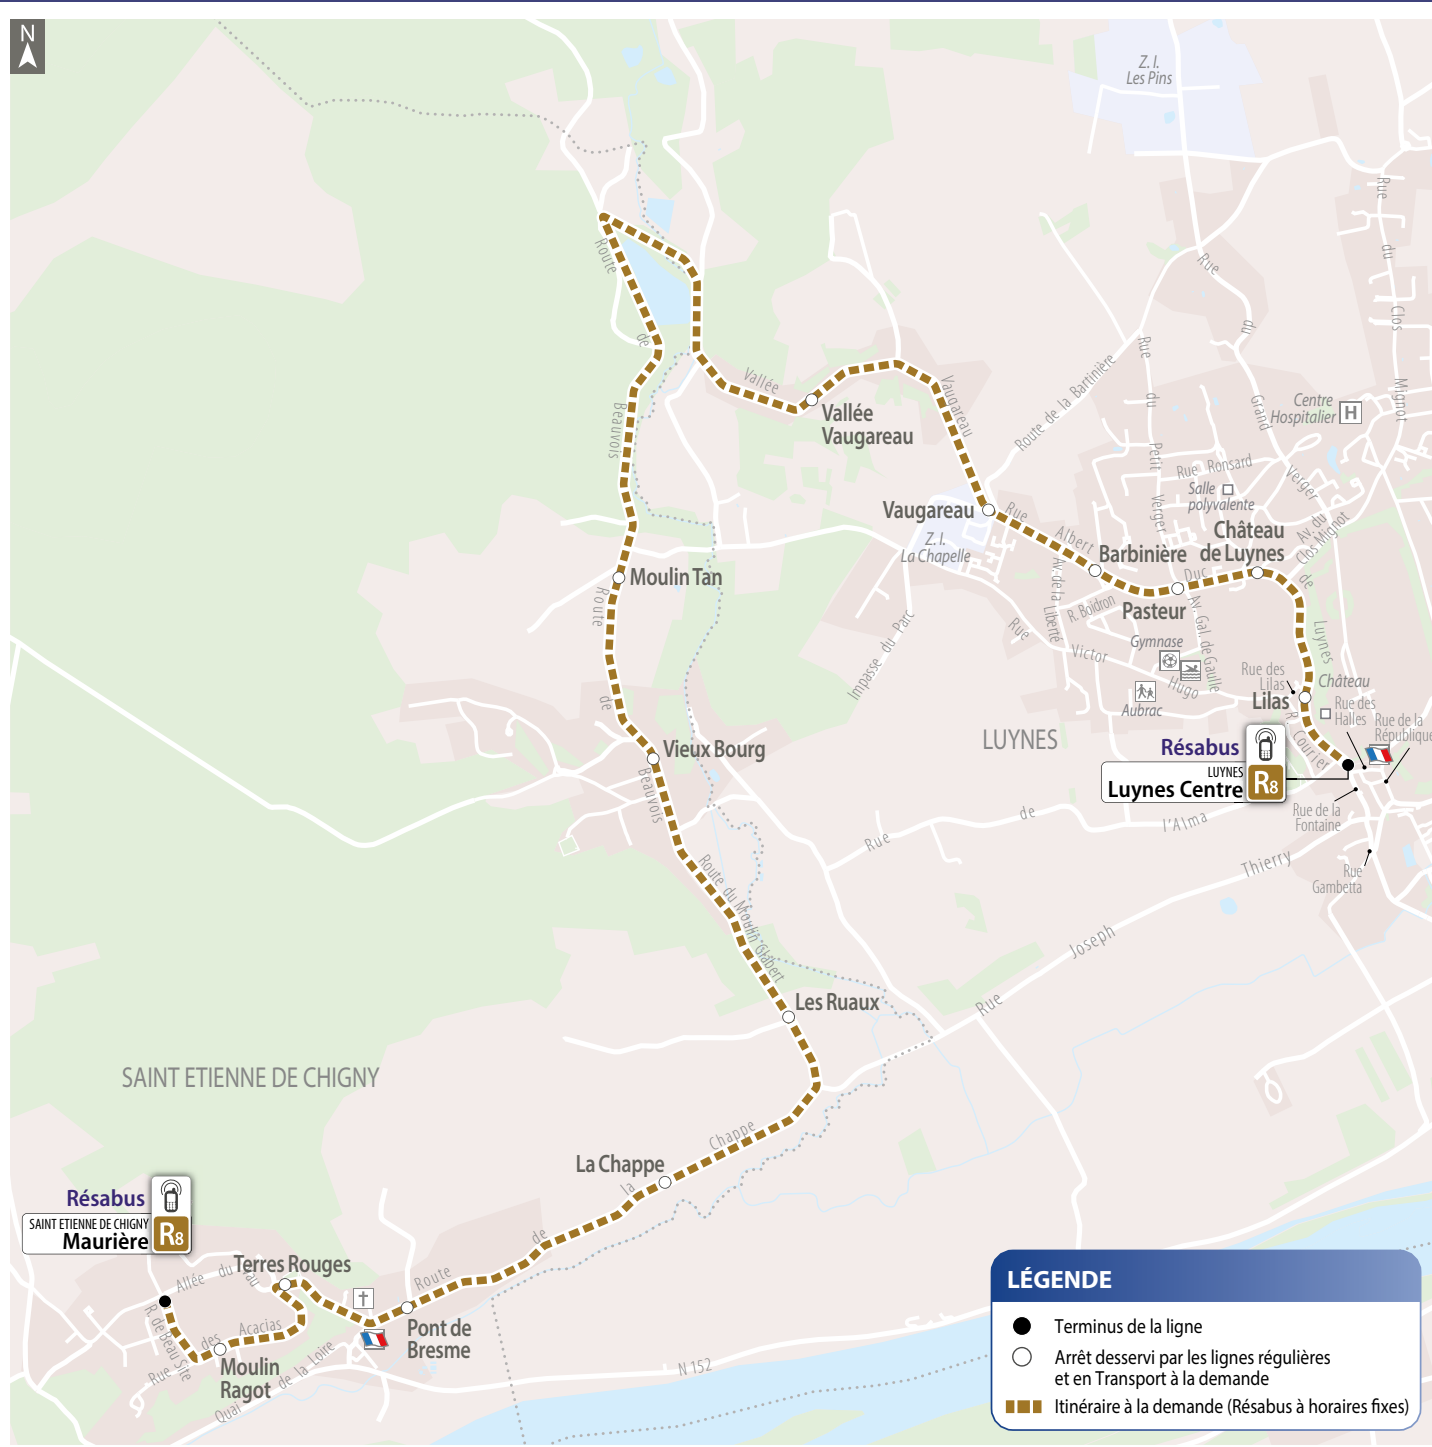 N
Z. I.
Les Pins
Rue
du
Clos
Mignot
Rue
du
Grand
Verger
Route
de
Beauvois
Vallée
Vallée
Vaugareau
Vaugareau
Route de la Bartinière
Rue
du
Petit
Verger
Centre
Hospitalier
H
Rue Ronsard
Salle
polyvalente
Av. du
Clos Mignot
Vaugareau
Rue
Albert
Duc
de
Luynes
Z. I.
La Chapelle
Barbinière
Château
de Luynes
Moulin Tan
Route
de
Beauvois
Av. de la
Liberté
R. Boïdron
Pasteur
Av. Gal. de Gaulle
Impasse du Parc
Rue
Victor
Hugo
Gymnase
Aubrac
Rue des
Lilas
Lilas
Château
Rue des
Halles
Rue de la
République
R. Courier
LUYNES
Vieux Bourg
Résabus
LUYNES
Luynes Centre
R8
Rue de la
Fontaine
Rue
Gambetta
Rue
de
l'Alma
Route du Moulin Glabert
Rue
Joseph
Thierry
Les Ruaux
SAINT ETIENNE DE CHIGNY
La Chappe
Route
de
la
Chappe
Résabus
SAINT ETIENNE DE CHIGNY
Maurière
R8
Terres Rouges
Allée du
R. de Beau Site
Rue
des
Acacias
Moulin
Ragot
Quai de la Loire
Pont de
Bresme
N 152
LÉGENDE
Terminus de la ligne
Arrêt desservi par les lignes régulières
et en Transport à la demande
Itinéraire à la demande (Résabus à horaires fixes)